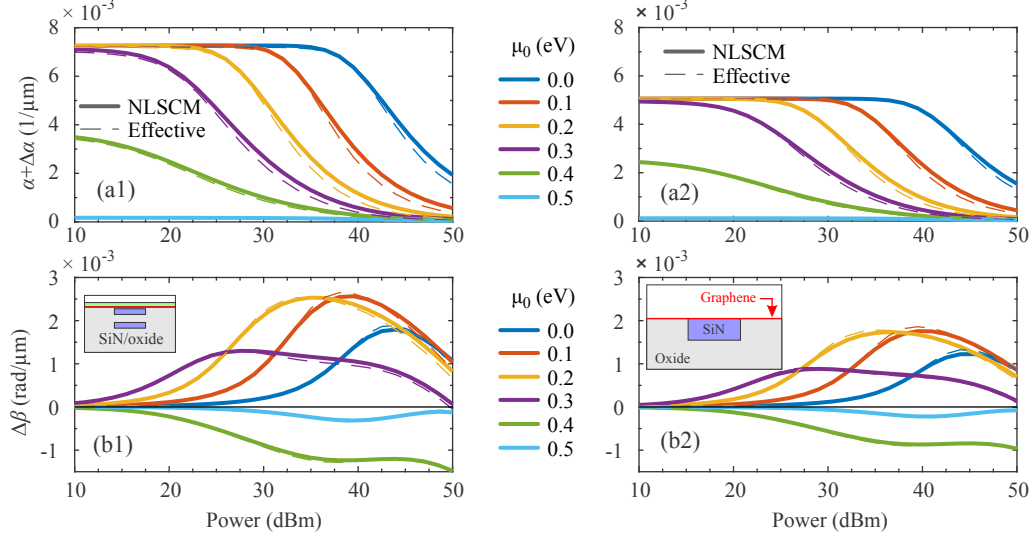 × 10⁻³
8
6
4
2
0
α+Δα (1/μm)
NLSCM
Effective
(a1)
10 20 30 40 50
μ₀ (eV)
0.0
0.1
0.2
0.3
0.4
0.5
× 10⁻³
8
6
4
2
0
NLSCM
Effective
(a2)
10 20 30 40 50
× 10⁻³
3
2
1
0
-1
Δβ (rad/μm)
SiN/oxide
(b1)
10 20 30 40 50
Power (dBm)
μ₀ (eV)
0.0
0.1
0.2
0.3
0.4
0.5
× 10⁻³
3
2
1
0
-1
Graphene
SiN
Oxide
(b2)
10 20 30 40 50
Power (dBm)